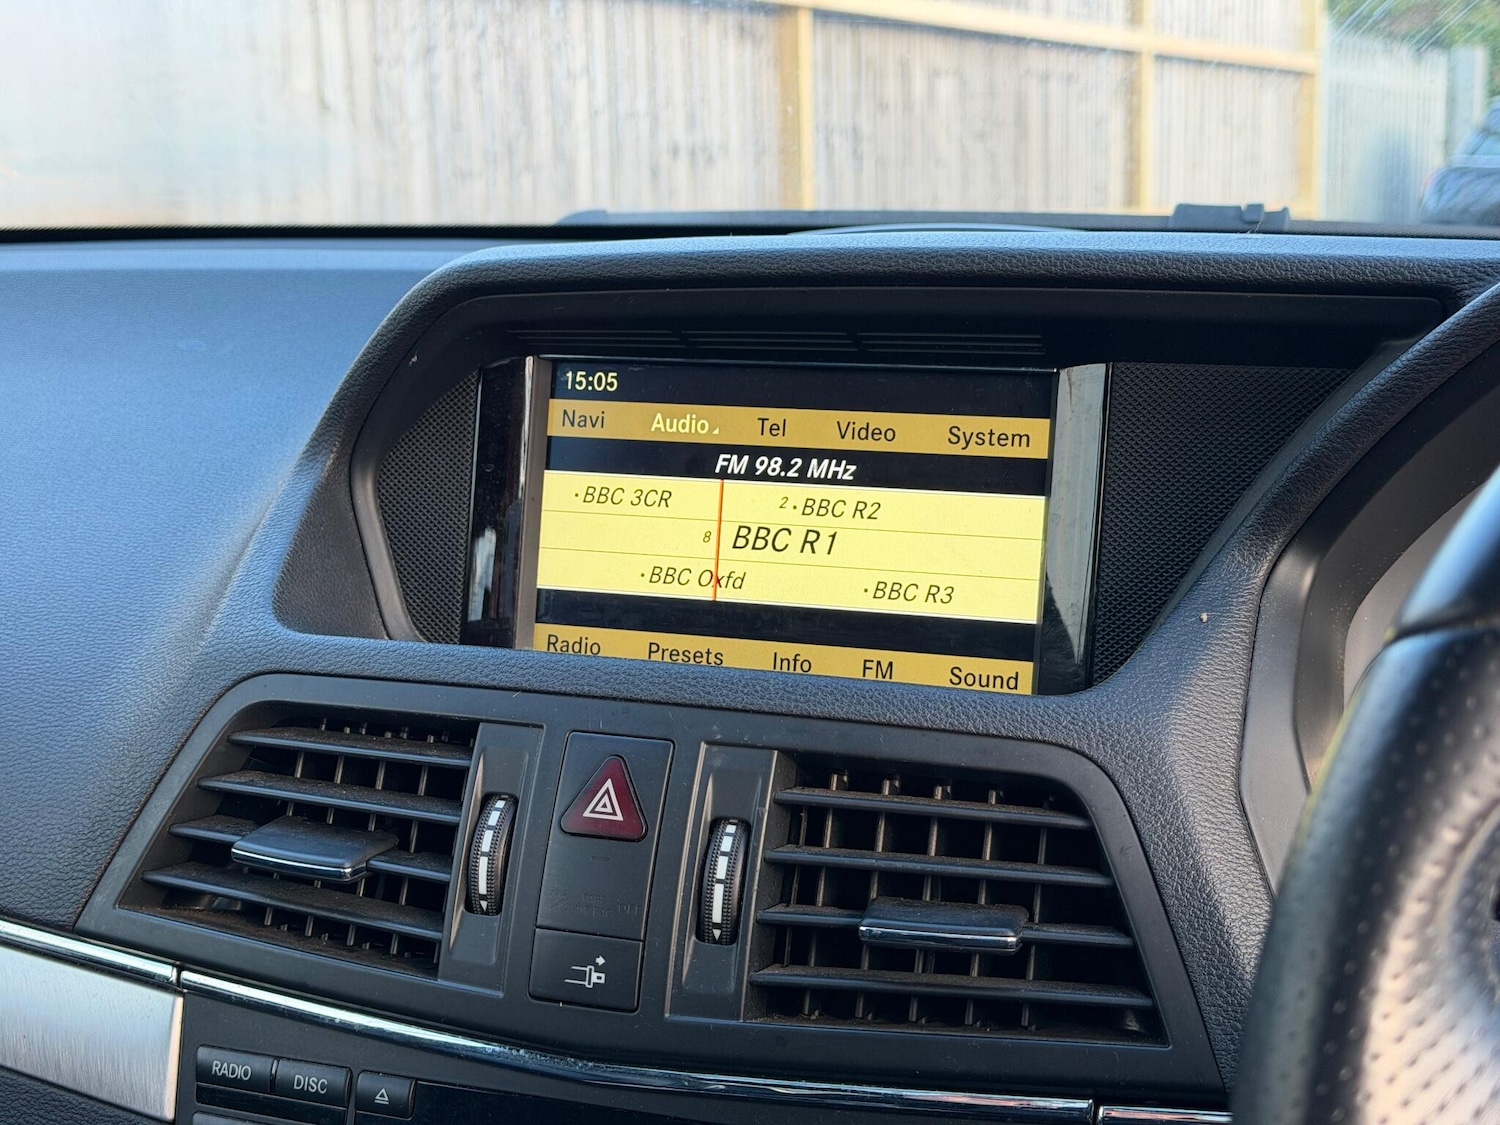 15:05
Navi Audio Tel Video System
FM 98.2 MHz
·BBC 3CR 2·BBC R2
8 BBC R1
·BBC Oxfd ·BBC R3
Radio Presets Info FM Sound
RADIO DISC